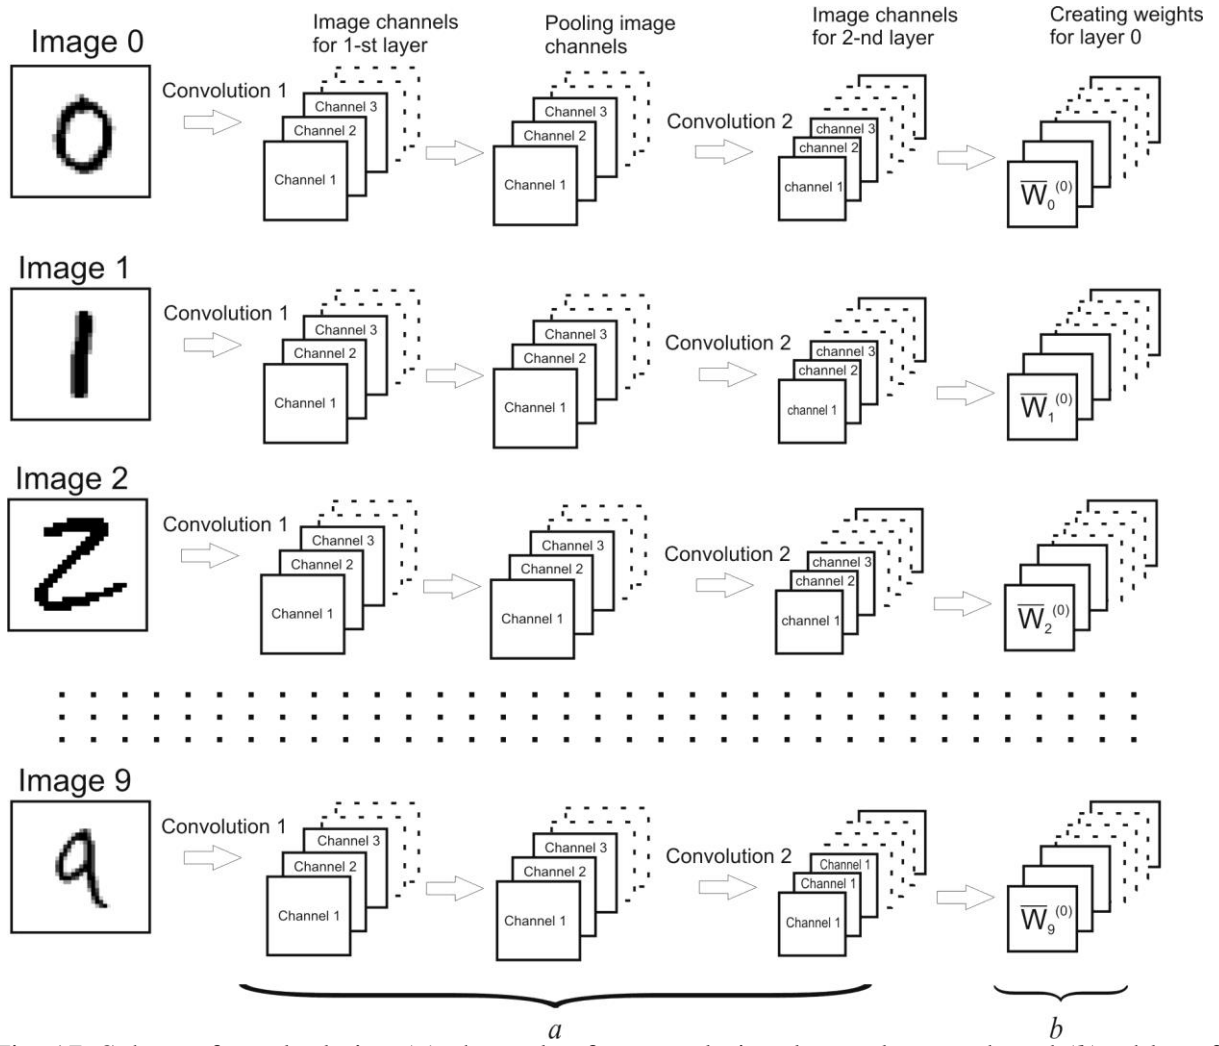 Image channels
for 1-st layer
Pooling image
channels
Image channels
for 2-nd layer
Creating weights
for layer 0
Image 0
Convolution 1
Channel 3
Channel 2
Channel 1
Channel 3
Channel 2
Channel 1
Convolution 2
channel 3
channel 2
channel 1
W̅₀⁽⁰⁾
Image 1
Convolution 1
Channel 3
Channel 2
Channel 1
Channel 3
Channel 2
Channel 1
Convolution 2
channel 3
channel 2
channel 1
W̅₁⁽⁰⁾
Image 2
Convolution 1
Channel 3
Channel 2
Channel 1
Channel 3
Channel 2
Channel 1
Convolution 2
channel 3
channel 2
channel 1
W̅₂⁽⁰⁾
Image 9
Convolution 1
Channel 3
Channel 2
Channel 1
Channel 3
Channel 2
Channel 1
Convolution 2
Channel 1
Channel 1
Channel 1
W̅₉⁽⁰⁾
a
b